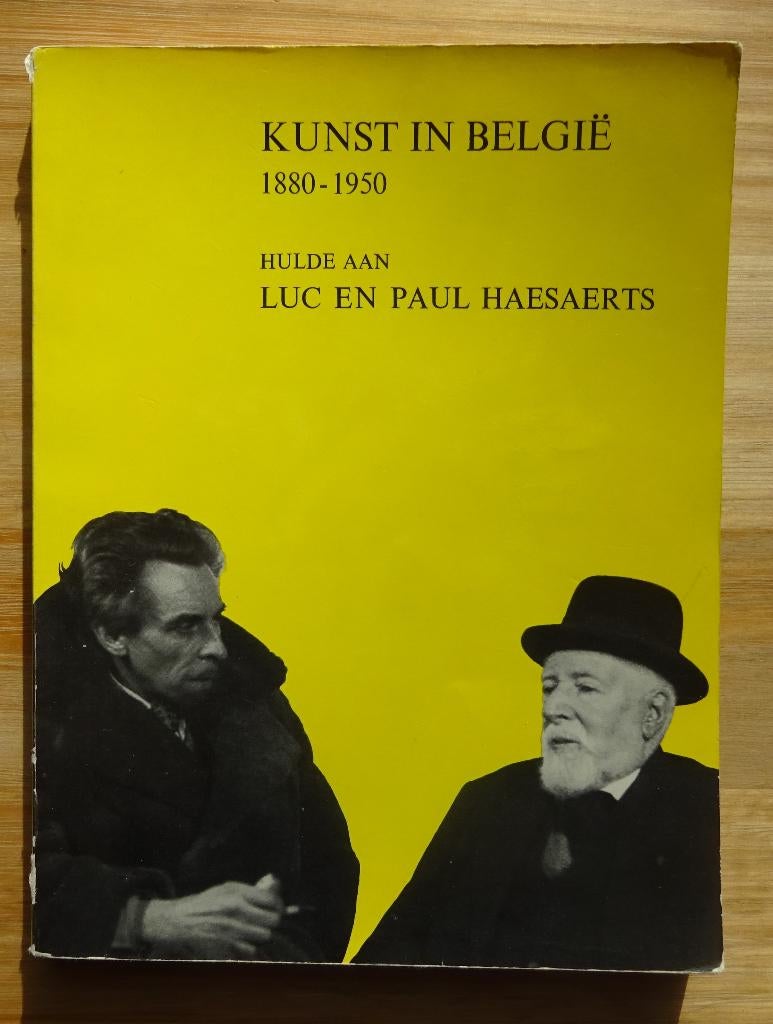 KUNST IN BELGIË
1880-1950
HULDE AAN
LUC EN PAUL HAESAERTS